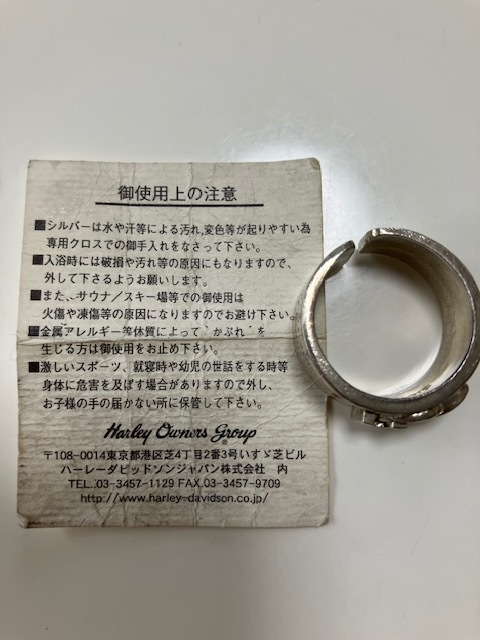 御使用上の注意
■シルバーは水や汗等による汚れ,変色等が起りやすい為
専用クロスでの御手入れをなさって下さい。
■入浴時には破損や汚れ等の原因にもなりますので、
外して下さるようお願いします。
■また、サウナ/スキー場等での御使用は
火傷や凍傷等の原因になりますのでお避け下さい。
■金属アレルギー等体質によって"かぶれ"を
生じる方は御使用をお止め下さい。
■激しいスポーツ、就寝時や幼児の世話をする時等
身体に危害を及ぼす場合がありますので外し、
お子様の手の届かない所に保管して下さい。
Harley Owners Group®
〒108-0014東京都港区芝4丁目2番3号いすゞ芝ビル
ハーレーダビッドソンジャパン株式会社 内
TEL..03-3457-1129 FAX.03-3457-9709
http://www.harley-davidson.co.jp/